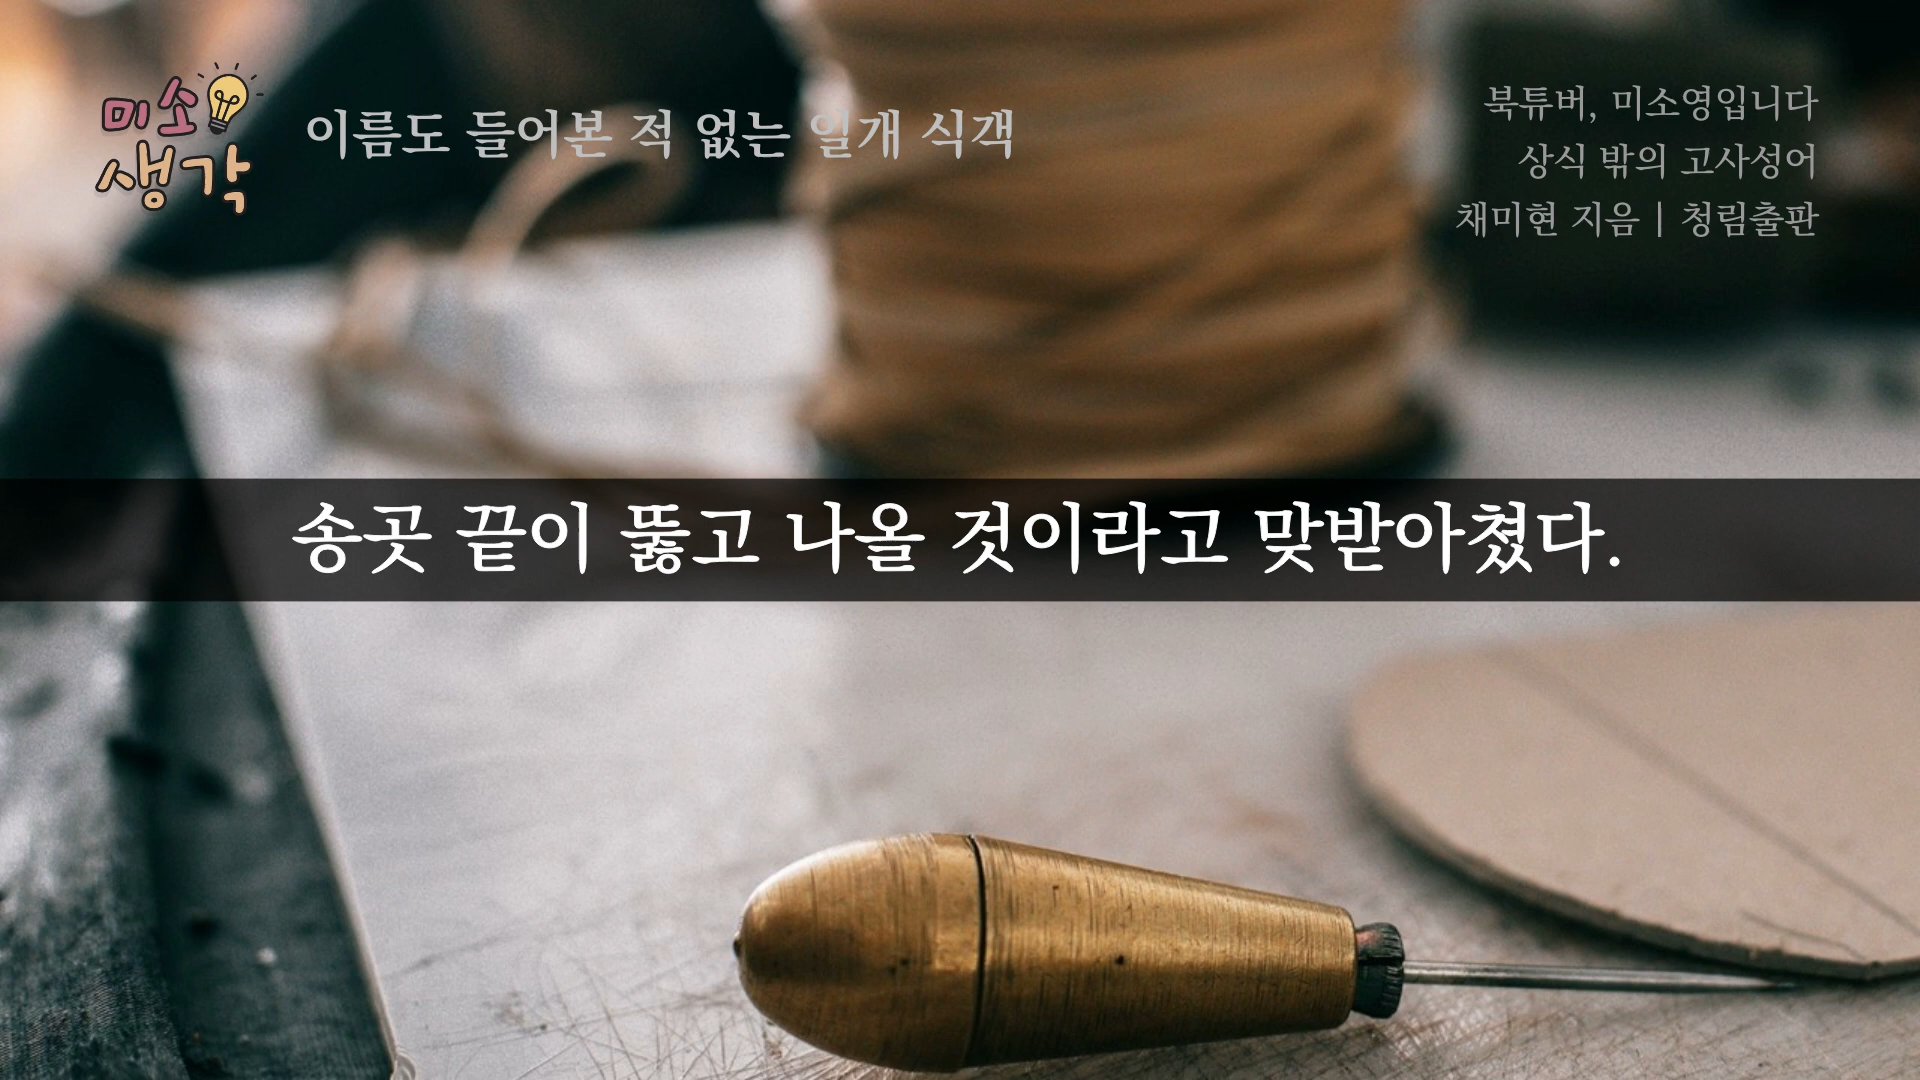 미소
생각
이름도 들어본 적 없는 일개 식객
북튜버, 미소영입니다
상식 밖의 고사성어
채미현 지음 | 청림출판
송곳 끝이 뚫고 나올 것이라고 맞받아쳤다.